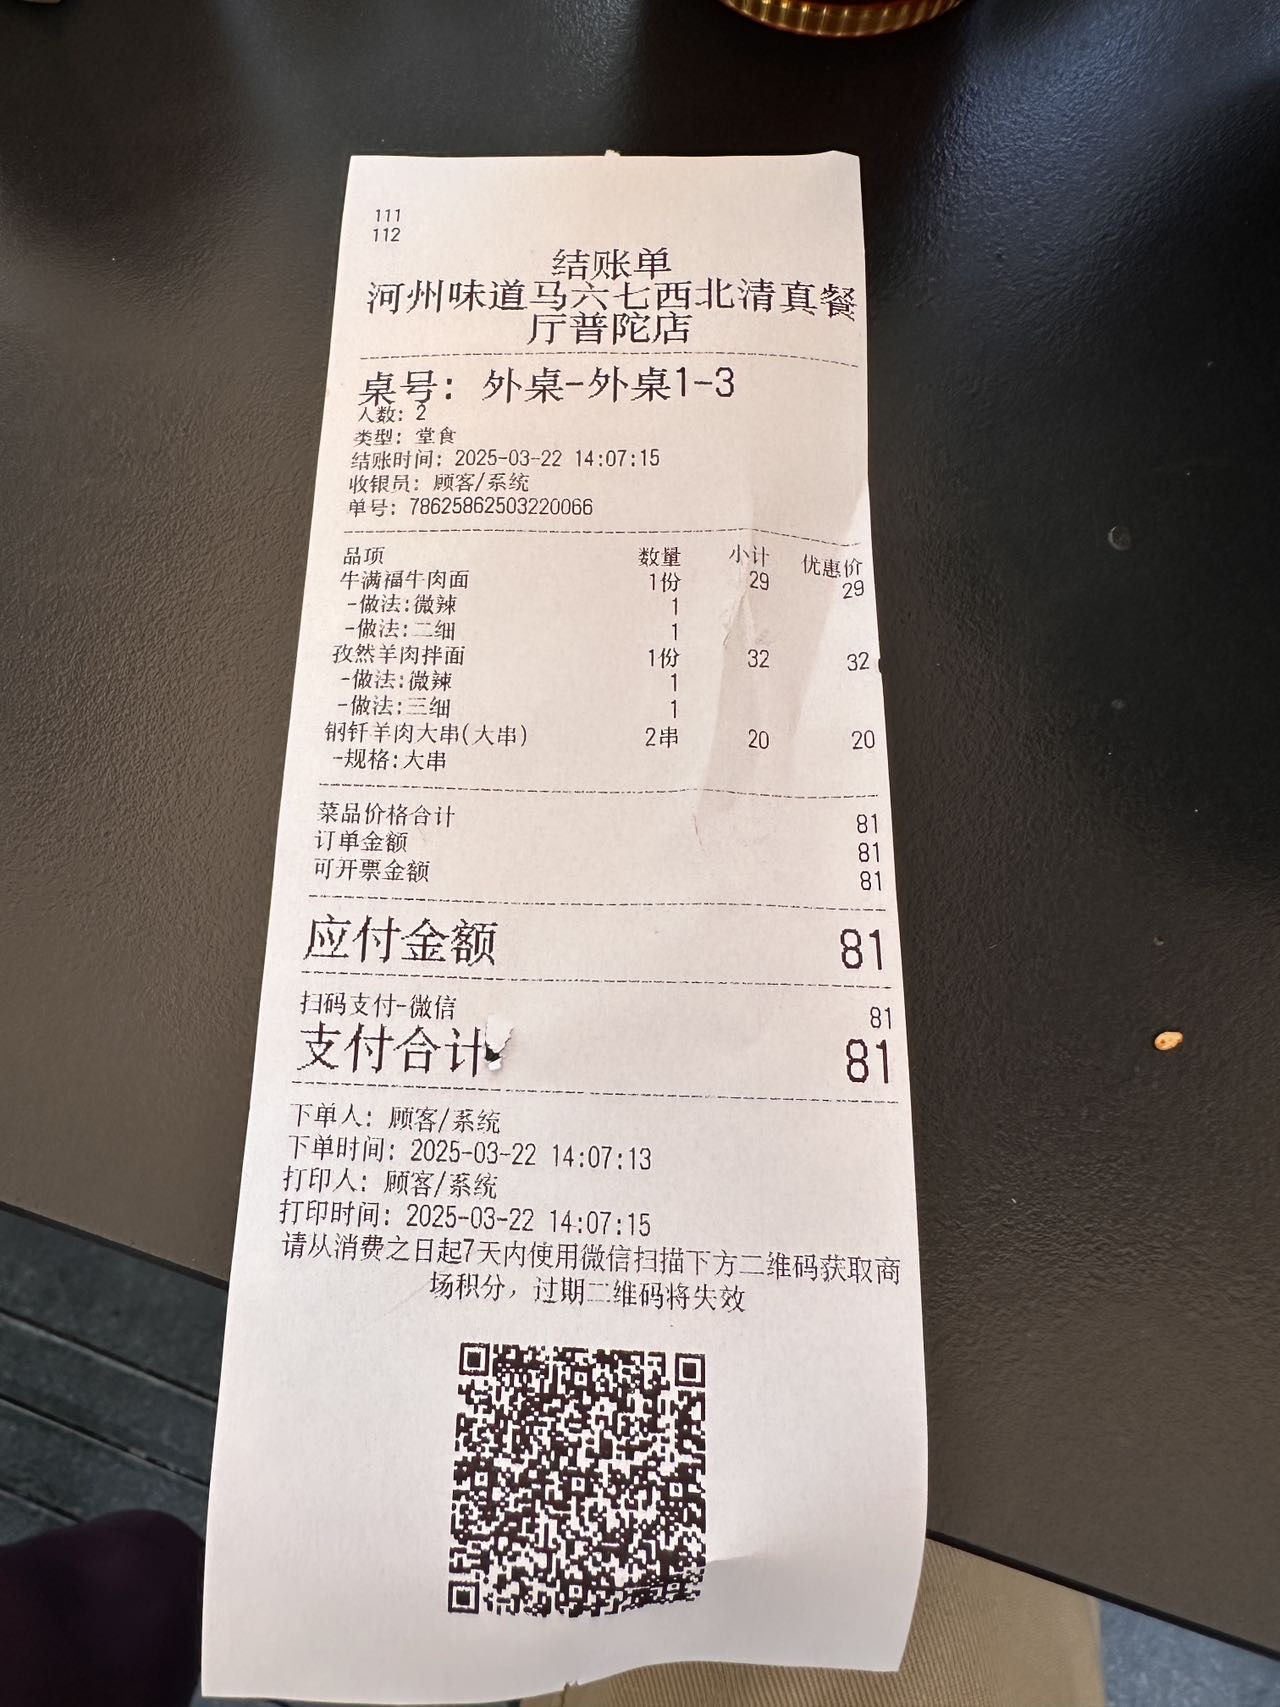 111
112
结账单
河州味道马六七西北清真餐
厅普陀店
桌号：外桌-外桌1-3
人数：2
类型：堂食
结账时间：2025-03-22 14:07:15
收银员：顾客/系统
单号：78625862503220066
品项 数量 小计 优惠价
牛满福牛肉面 1份 29 29
-做法:微辣 1
-做法:二细 1
孜然羊肉拌面 1份 32 32
-做法:微辣 1
-做法:三细 1
钢钎羊肉大串(大串) 2串 20 20
-规格:大串
菜品价格合计 81
订单金额 81
可开票金额 81
应付金额 81
扫码支付-微信 81
支付合计 81
下单人：顾客/系统
下单时间：2025-03-22 14:07:13
打印人：顾客/系统
打印时间：2025-03-22 14:07:15
请从消费之日起7天内使用微信扫描下方二维码获取商
场积分，过期二维码将失效